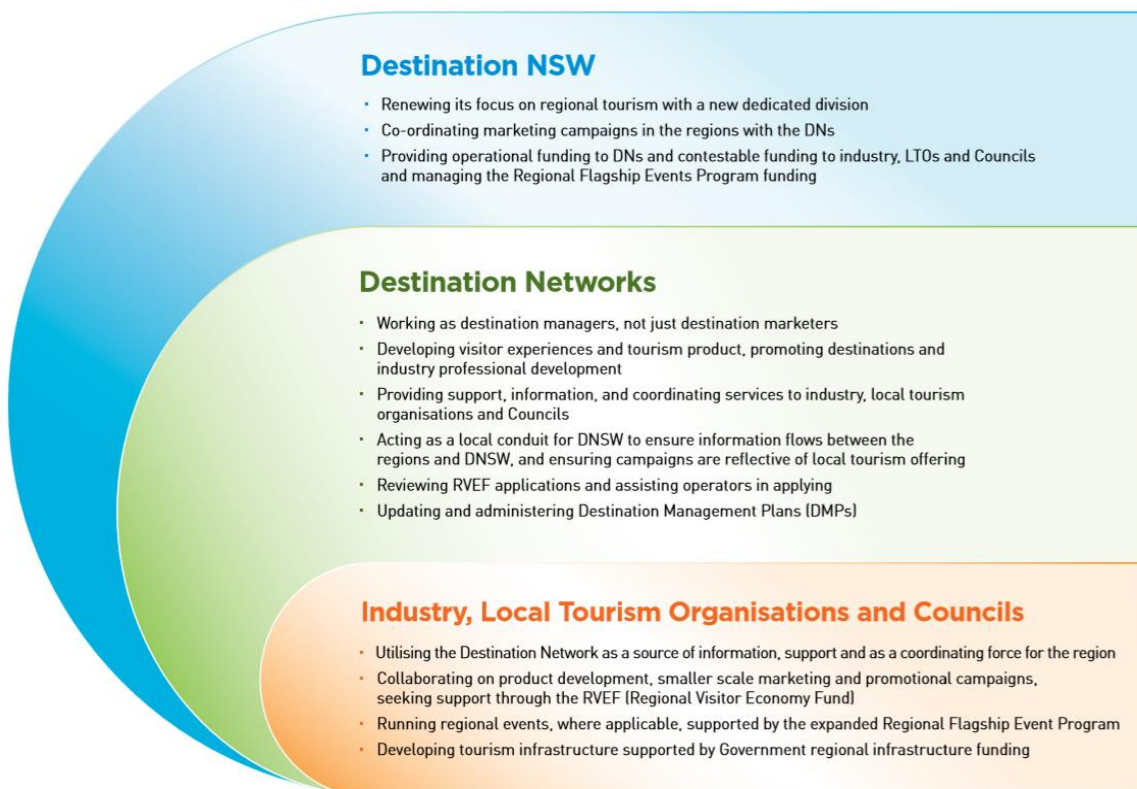 Destination NSW
· Renewing its focus on regional tourism with a new dedicated division
· Co-ordinating marketing campaigns in the regions with the DNs
· Providing operational funding to DNs and contestable funding to industry, LTOs and Councils
and managing the Regional Flagship Events Program funding
Destination Networks
· Working as destination managers, not just destination marketers
· Developing visitor experiences and tourism product, promoting destinations and
industry professional development
· Providing support, information, and coordinating services to industry, local tourism
organisations and Councils
· Acting as a local conduit for DNSW to ensure information flows between the
regions and DNSW, and ensuring campaigns are reflective of local tourism offering
· Reviewing RVEF applications and assisting operators in applying
· Updating and administering Destination Management Plans (DMPs)
Industry, Local Tourism Organisations and Councils
· Utilising the Destination Network as a source of information, support and as a coordinating force for the region
· Collaborating on product development, smaller scale marketing and promotional campaigns,
seeking support through the RVEF (Regional Visitor Economy Fund)
· Running regional events, where applicable, supported by the expanded Regional Flagship Event Program
· Developing tourism infrastructure supported by Government regional infrastructure funding